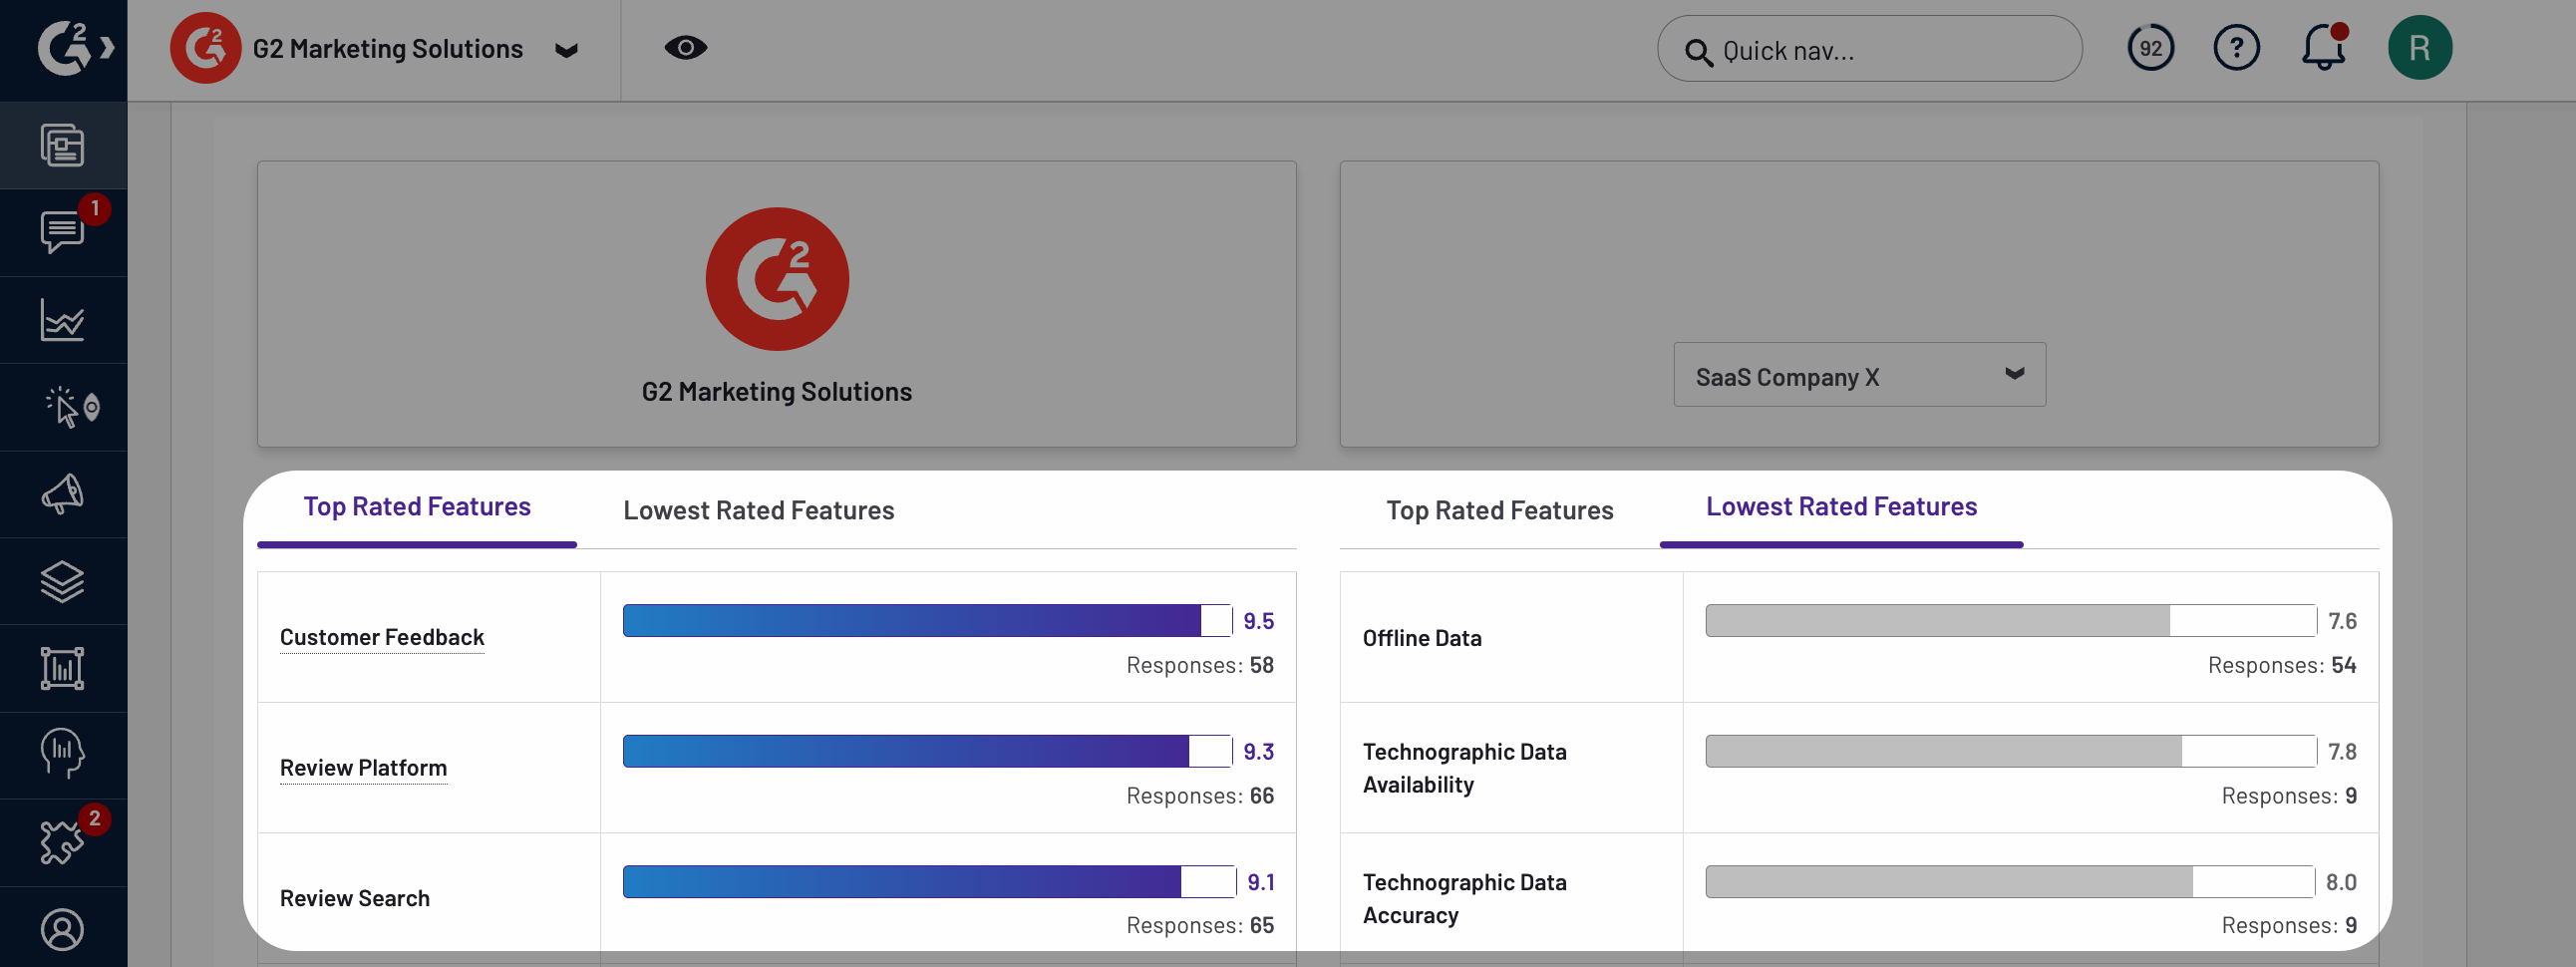 G2
G2 Marketing Solutions
Quick nav...
92
?
R
1
2
G2
G2 Marketing Solutions
SaaS Company X
Top Rated Features
Lowest Rated Features
Customer Feedback
9.5
Responses: 58
Review Platform
9.3
Responses: 66
Review Search
9.1
Responses: 65
Top Rated Features
Lowest Rated Features
Offline Data
7.6
Responses: 54
Technographic Data
Availability
7.8
Responses: 9
Technographic Data
Accuracy
8.0
Responses: 9